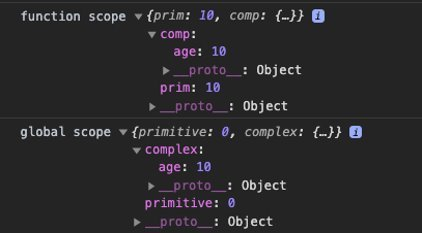 function scope ▼{prim: 10, comp: {…}} i
▼comp:
age: 10
▶__proto__: Object
prim: 10
▶__proto__: Object
global scope ▼{primitive: 0, complex: {…}} i
▼complex:
age: 10
▶__proto__: Object
primitive: 0
▶__proto__: Object